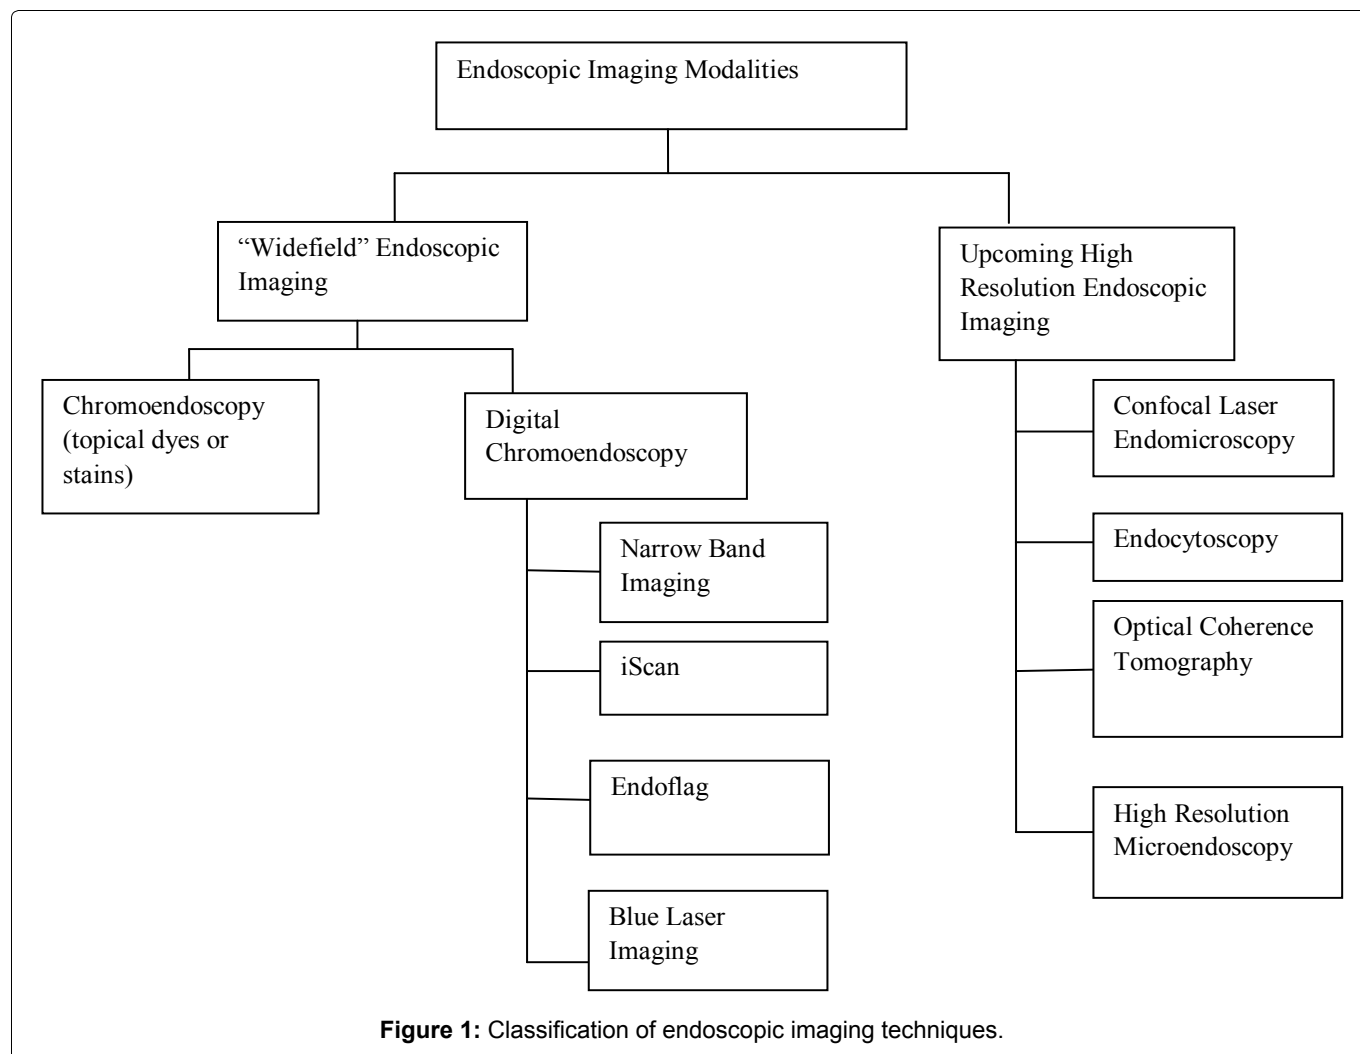 Endoscopic Imaging Modalities
“Widefield” Endoscopic
Imaging
Upcoming High
Resolution Endoscopic
Imaging
Chromoendoscopy
(topical dyes or
stains)
Digital
Chromoendoscopy
Narrow Band
Imaging
iScan
Endoflag
Blue Laser
Imaging
Confocal Laser
Endomicroscopy
Endocytoscopy
Optical Coherence
Tomography
High Resolution
Microendoscopy
Figure 1: Classification of endoscopic imaging techniques.